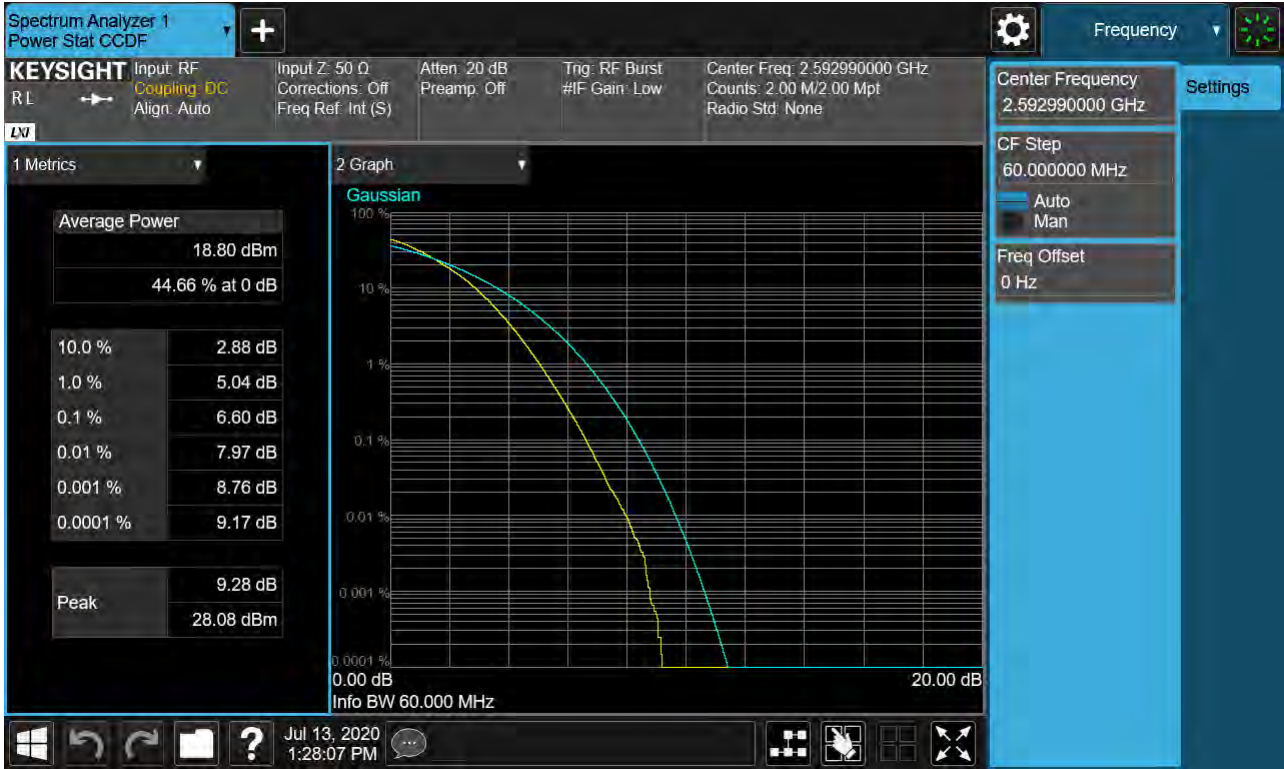 Spectrum Analyzer 1
Power Stat CCDF
Frequency
KEYSIGHT
R L
LXI
Input: RF
Coupling: DC
Align: Auto
Input Z: 50 Ω
Corrections: Off
Freq Ref: Int (S)
Atten: 20 dB
Preamp: Off
Trig: RF Burst
#IF Gain: Low
Center Freq: 2.592990000 GHz
Counts: 2.00 M/2.00 Mpt
Radio Std: None
Center Frequency
2.592990000 GHz
Settings
CF Step
60.000000 MHz
Auto
Man
Freq Offset
0 Hz
1 Metrics
Average Power
18.80 dBm
44.66 % at 0 dB
10.0 % 2.88 dB
1.0 % 5.04 dB
0.1 % 6.60 dB
0.01 % 7.97 dB
0.001 % 8.76 dB
0.0001 % 9.17 dB
Peak
9.28 dB
28.08 dBm
2 Graph
Gaussian
100 %
10 %
1 %
0.1 %
0.01 %
0.001 %
0.0001 %
0.00 dB 20.00 dB
Info BW 60.000 MHz
?
Jul 13, 2020
1:28:07 PM